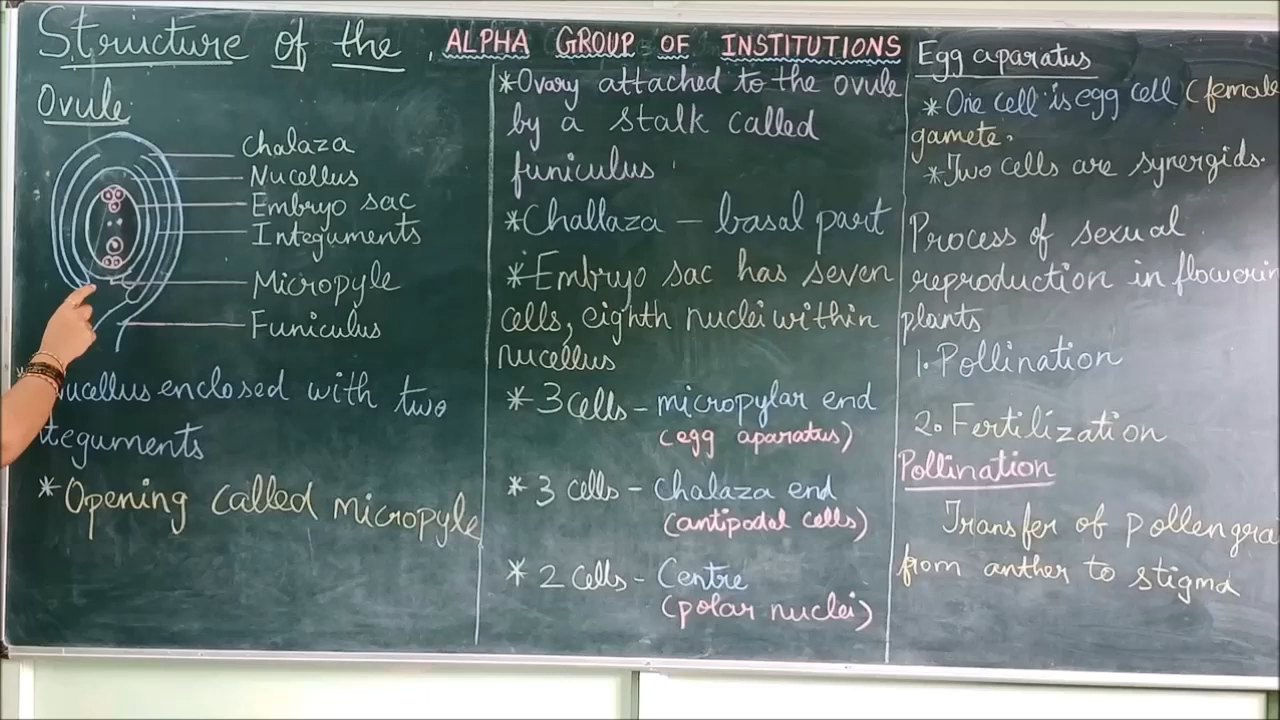 Structure of the
Ovule
Chalaza
Nucellus
Embryo sac
Integuments
Micropyle
Funiculus
*Nucellus enclosed with two
teguments
*Opening called micropyle
ALPHA GROUP OF INSTITUTIONS
*Ovary attached to the ovule
by a stalk called
funiculus
*Challaza – basal part
*Embryo sac has seven
cells, eighth nuclei within
nucellus
*3 cells – micropylar end
(egg aparatus)
*3 cells – Chalaza end
(antipodal cells)
*2 cells – Centre
(polar nuclei)
Egg aparatus
*One cell is egg cell (female
gamete.
*Two cells are synergids.
Process of sexual
reproduction in flowerin
plants
1. Pollination
2. Fertilization
Pollination
Transfer of pollengra
from anther to stigma